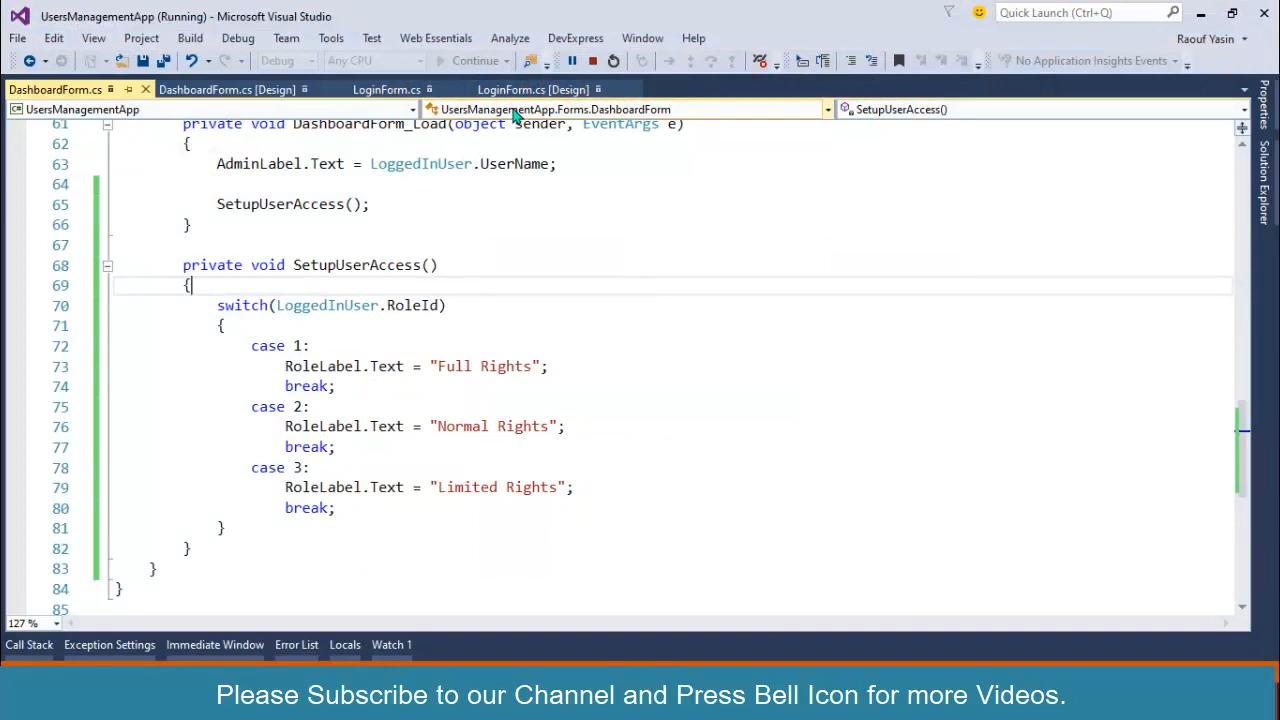 UsersManagementApp (Running) - Microsoft Visual Studio
Quick Launch (Ctrl+Q)
File Edit View Project Build Debug Team Tools Test Web Essentials Analyze DevExpress Window Help
Raouf Yasin
Debug Any CPU Continue No Application Insights Events
DashboardForm.cs DashboardForm.cs [Design] LoginForm.cs LoginForm.cs [Design]
UsersManagementApp UsersManagementApp.Forms.DashboardForm SetupUserAccess()
61 private void DashboardForm_Load(object sender, EventArgs e)
62 {
63 AdminLabel.Text = LoggedInUser.UserName;
64
65 SetupUserAccess();
66 }
67
68 private void SetupUserAccess()
69 {
70 switch(LoggedInUser.RoleId)
71 {
72 case 1:
73 RoleLabel.Text = "Full Rights";
74 break;
75 case 2:
76 RoleLabel.Text = "Normal Rights";
77 break;
78 case 3:
79 RoleLabel.Text = "Limited Rights";
80 break;
81 }
82 }
83 }
84 }
85
127 %
Properties
Solution Explorer
Call Stack Exception Settings Immediate Window Error List Locals Watch 1
Please Subscribe to our Channel and Press Bell Icon for more Videos.